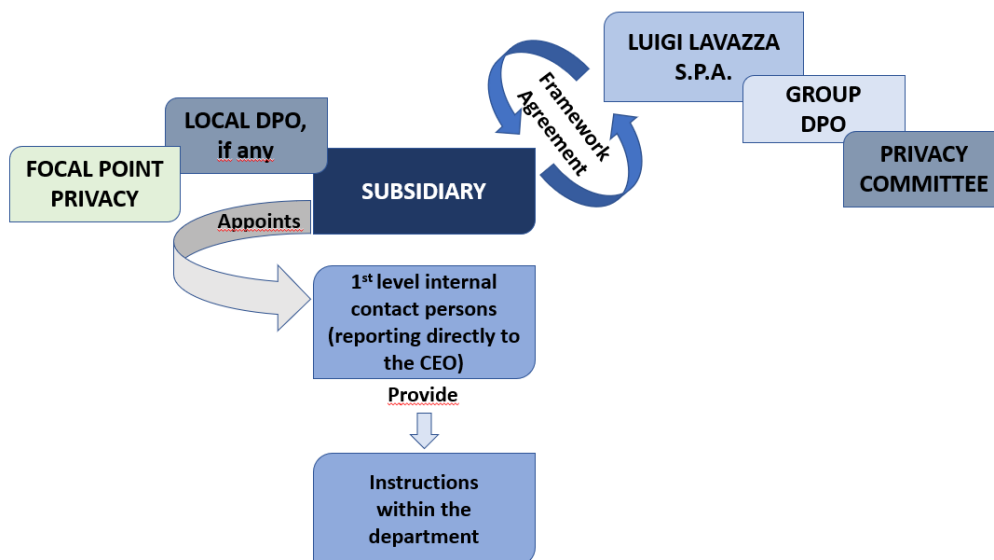 LUIGI LAVAZZA
S.P.A.
GROUP
DPO
PRIVACY
COMMITTEE
Framework
Agreement
LOCAL DPO,
if any
FOCAL POINT
PRIVACY
SUBSIDIARY
Appoints
1st level internal
contact persons
(reporting directly to
the CEO)
Provide
Instructions
within the
department